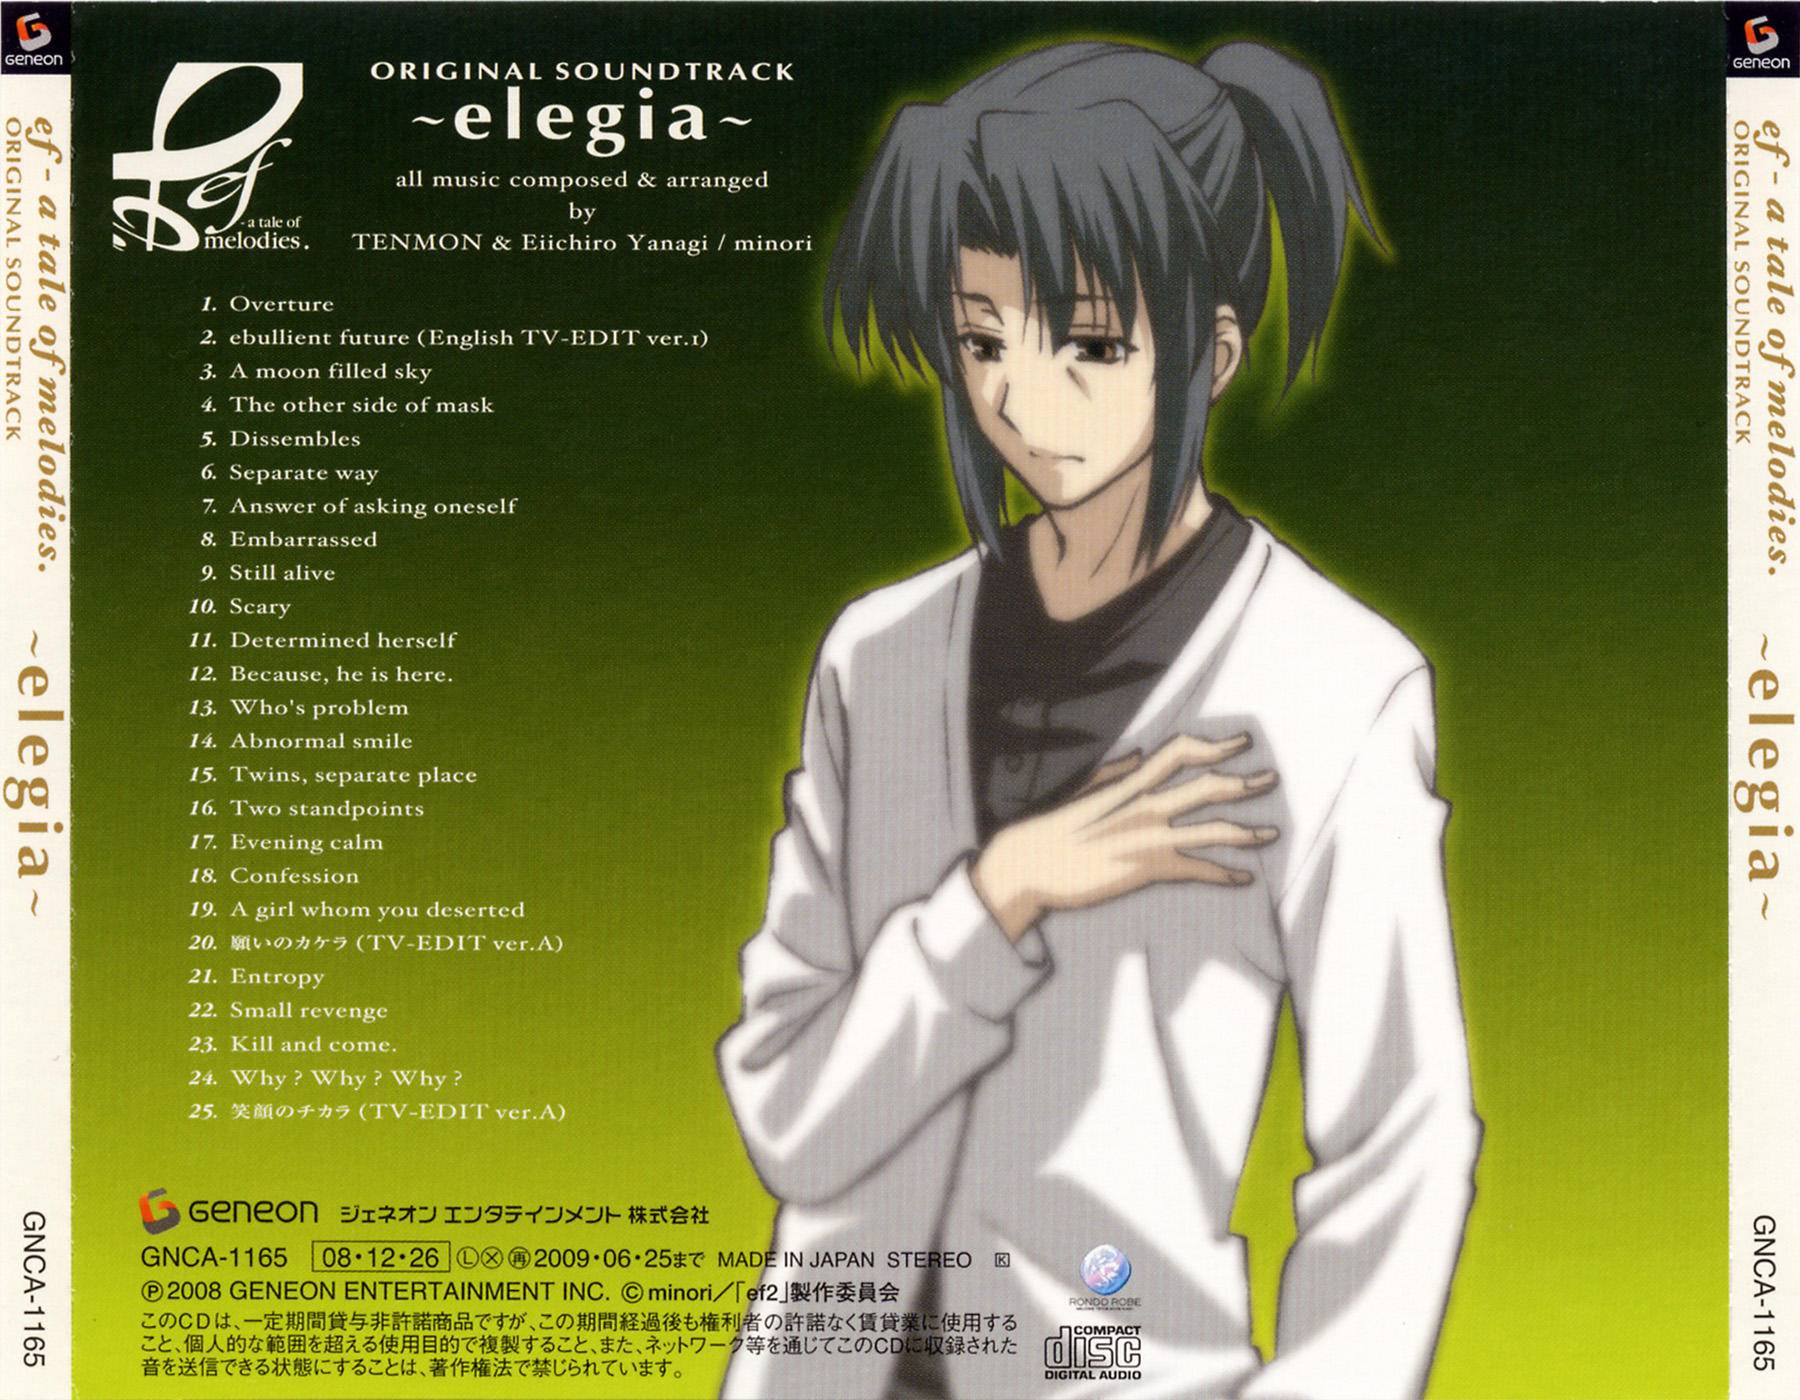 GENEON
ef - a tale of melodies.
ORIGINAL SOUNDTRACK
~elegia~
GNCA-1165
ef
- a tale of
melodies.
ORIGINAL SOUNDTRACK
~elegia~
all music composed & arranged
by
TENMON & Eiichiro Yanagi / minori
1. Overture
2. ebullient future (English TV-EDIT ver.1)
3. A moon filled sky
4. The other side of mask
5. Dissembles
6. Separate way
7. Answer of asking oneself
8. Embarrassed
9. Still alive
10. Scary
11. Determined herself
12. Because, he is here.
13. Who's problem
14. Abnormal smile
15. Twins, separate place
16. Two standpoints
17. Evening calm
18. Confession
19. A girl whom you deserted
20. 願いのカケラ (TV-EDIT ver.A)
21. Entropy
22. Small revenge
23. Kill and come.
24. Why ? Why ? Why ?
25. 笑顔のチカラ (TV-EDIT ver.A)
GENEON ジェネオン エンタテインメント 株式会社
GNCA-1165 08・12・26 Ⓛ Ⓧ ㊢2009・06・25まで MADE IN JAPAN STEREO K
Ⓟ2008 GENEON ENTERTAINMENT INC. ©minori／「ef2」製作委員会
このCDは、一定期間貸与非許諾商品ですが、この期間経過後も権利者の許諾なく賃貸業に使用する
こと、個人的な範囲を超える使用目的で複製すること、また、ネットワーク等を通じてこのCDに収録された
音を送信できる状態にすることは、著作権法で禁じられています。
RONDO ROBE
COMPACT
disc
DIGITAL AUDIO
GENEON
ef - a tale of melodies.
ORIGINAL SOUNDTRACK
~elegia~
GNCA-1165